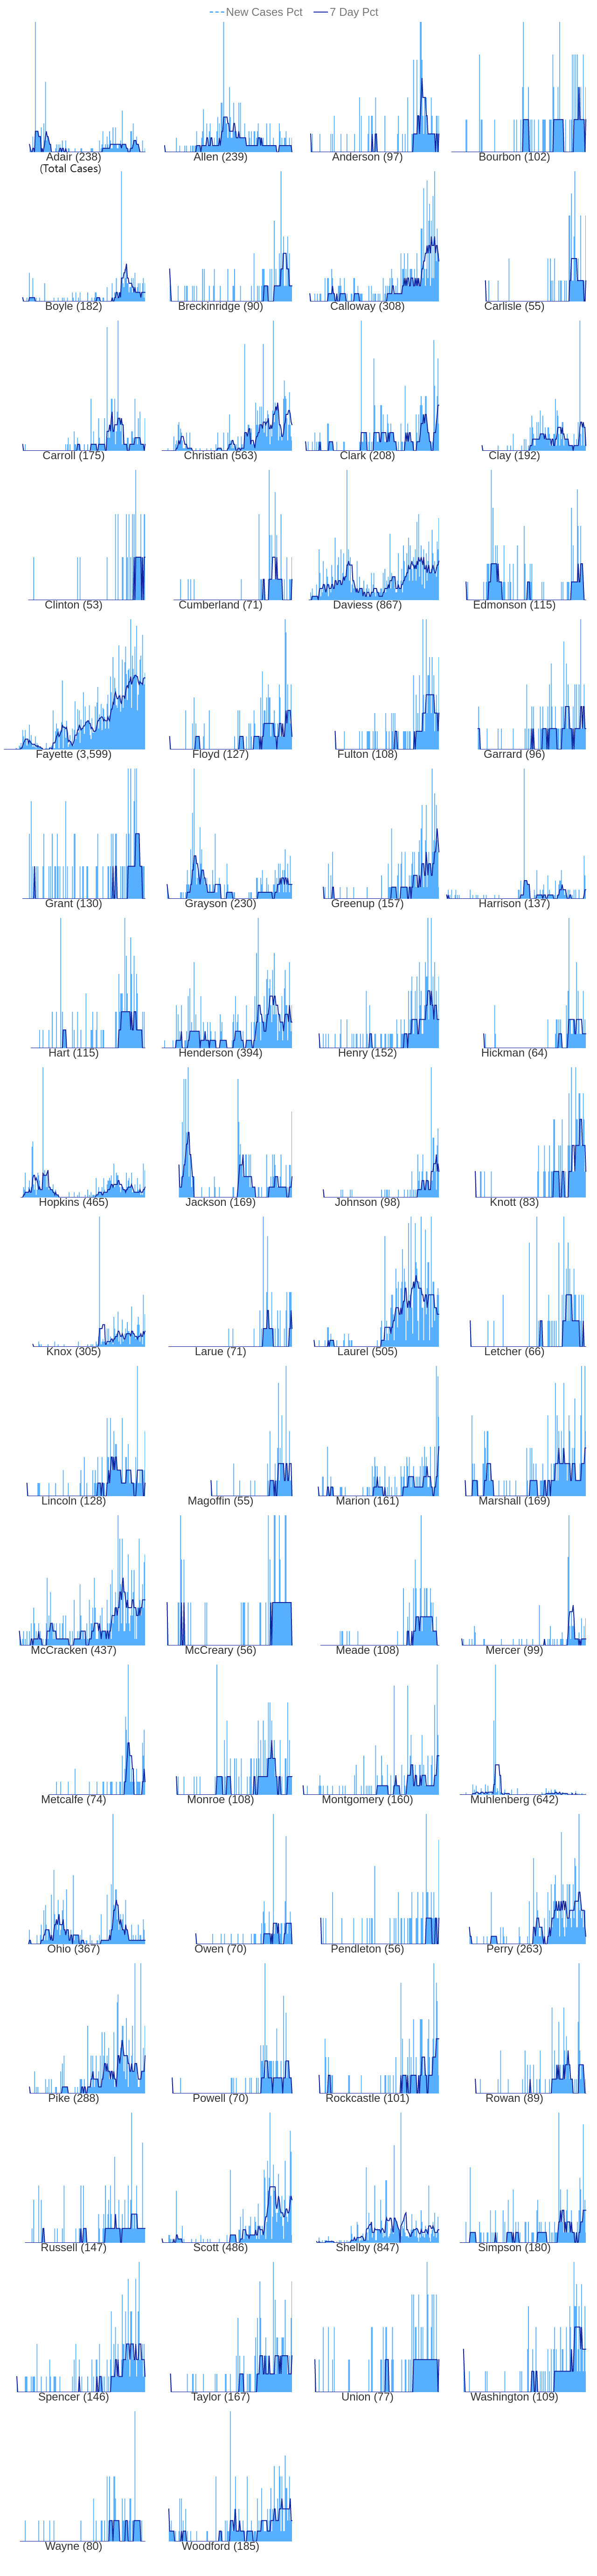 New Cases Pct 7 Day Pct
Adair (238) Allen (239) Anderson (97) Bourbon (102)
(Total Cases)
Boyle (182) Breckinridge (90) Calloway (308) Carlisle (55)
Carroll (175) Christian (563) Clark (208) Clay (192)
Clinton (53) Cumberland (71) Daviess (867) Edmonson (115)
Fayette (3,599) Floyd (127) Fulton (108) Garrard (96)
Grant (130) Grayson (230) Greenup (157) Harrison (137)
Hart (115) Henderson (394) Henry (152) Hickman (64)
Hopkins (465) Jackson (169) Johnson (98) Knott (83)
Knox (305) Larue (71) Laurel (505) Letcher (66)
Lincoln (128) Magoffin (55) Marion (161) Marshall (169)
McCracken (437) McCreary (56) Meade (108) Mercer (99)
Metcalfe (74) Monroe (108) Montgomery (160) Muhlenberg (642)
Ohio (367) Owen (70) Pendleton (56) Perry (263)
Pike (288) Powell (70) Rockcastle (101) Rowan (89)
Russell (147) Scott (486) Shelby (847) Simpson (180)
Spencer (146) Taylor (167) Union (77) Washington (109)
Wayne (80) Woodford (185)